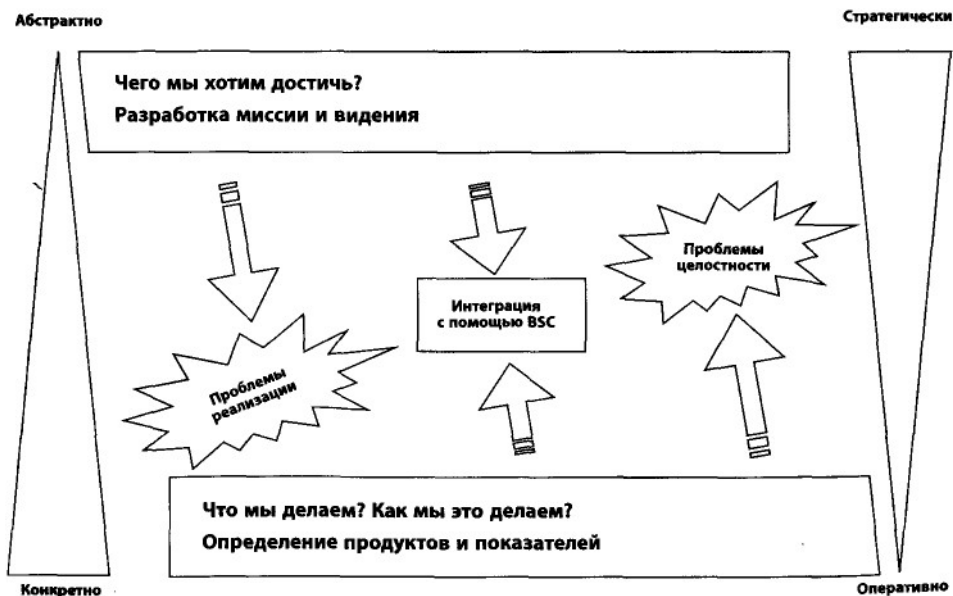 Абстрактно
Стратегически
Чего мы хотим достичь?
Разработка миссии и видения
Проблемы
целостности
Интеграция
с помощью BSC
Проблемы
реализации
Что мы делаем? Как мы это делаем?
Определение продуктов и показателей
Конкретно
Оперативно